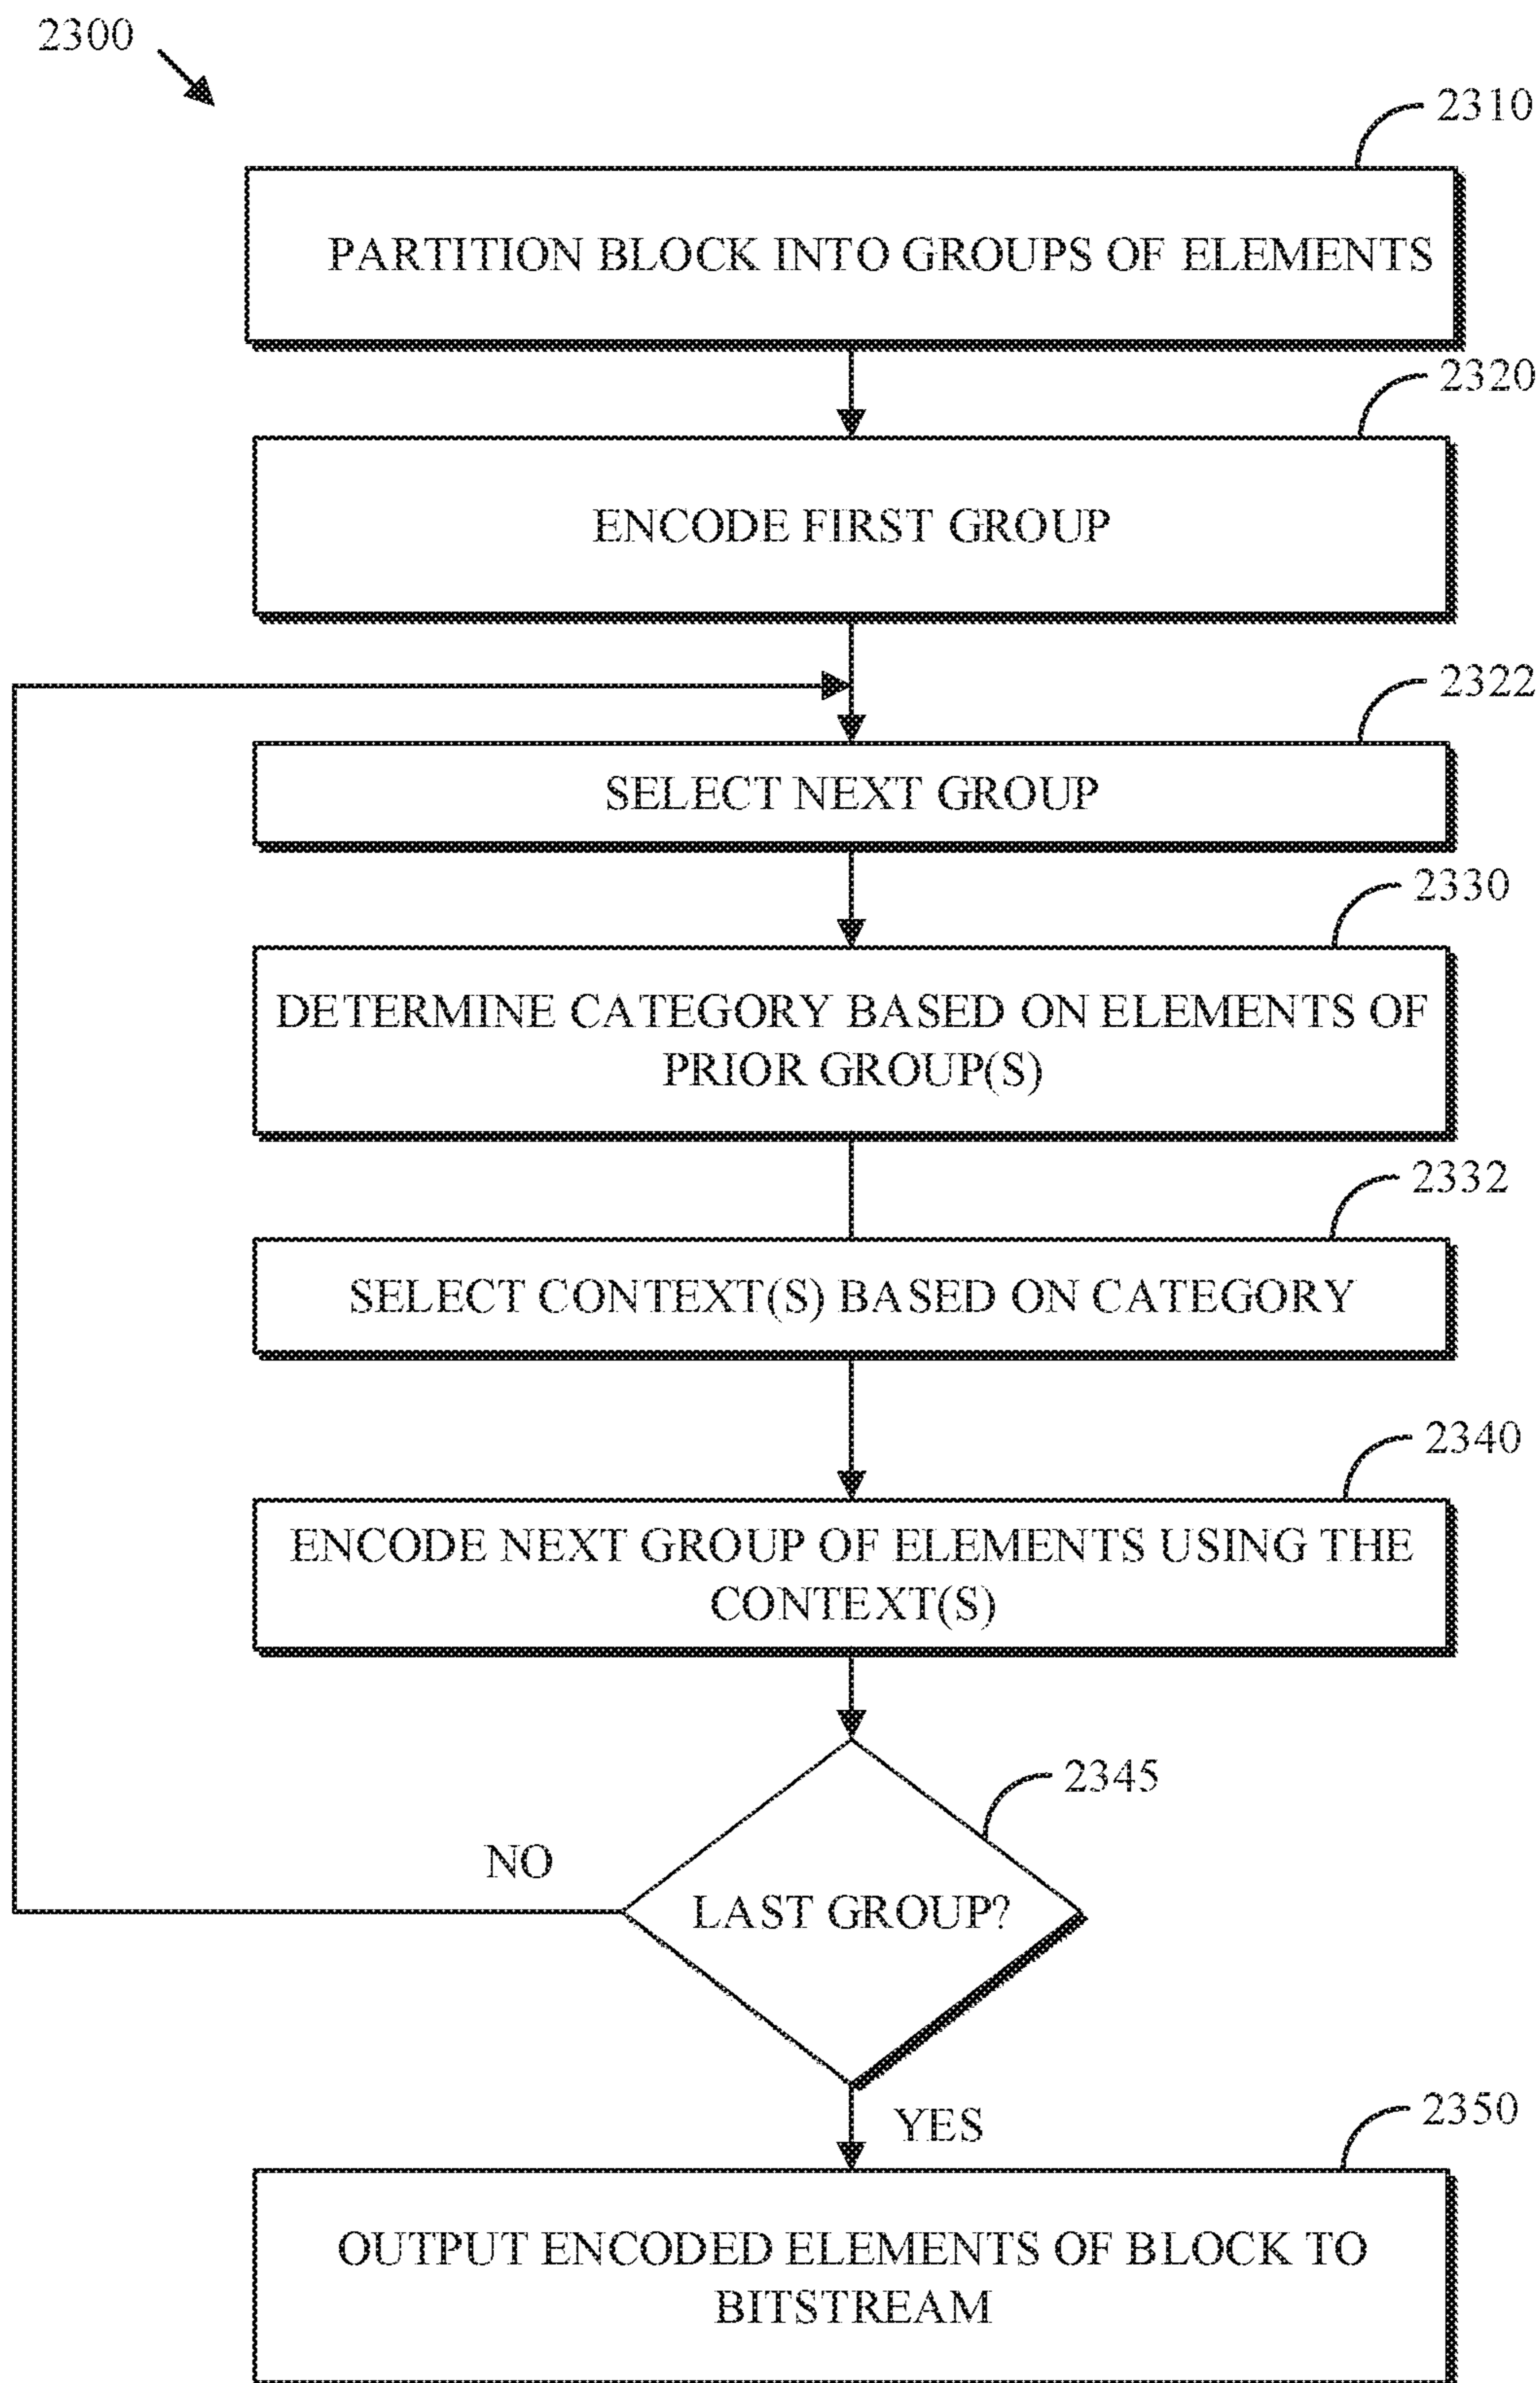 2300
2310
PARTITION BLOCK INTO GROUPS OF ELEMENTS
2320
ENCODE FIRST GROUP
2322
SELECT NEXT GROUP
2330
DETERMINE CATEGORY BASED ON ELEMENTS OF
PRIOR GROUP(S)
2332
SELECT CONTEXT(S) BASED ON CATEGORY
2340
ENCODE NEXT GROUP OF ELEMENTS USING THE
CONTEXT(S)
2345
NO
LAST GROUP?
YES
2350
OUTPUT ENCODED ELEMENTS OF BLOCK TO
BITSTREAM